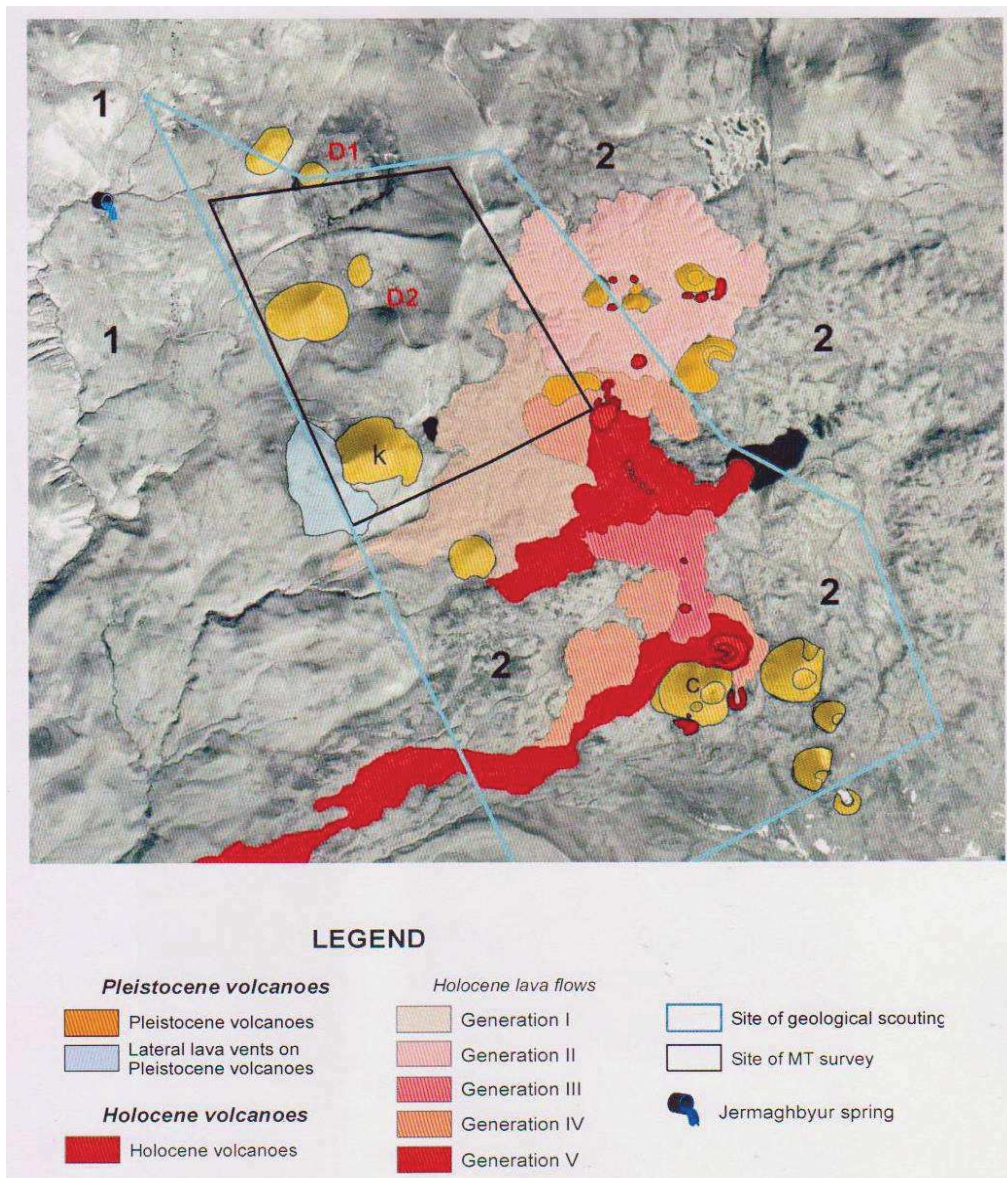 1
D1
2
D2
1
2
k
2
2
C
LEGEND
Pleistocene volcanoes
Pleistocene volcanoes
Lateral lava vents on
Pleistocene volcanoes
Holocene volcanoes
Holocene volcanoes
Holocene lava flows
Generation I
Generation II
Generation III
Generation IV
Generation V
Site of geological scouting
Site of MT survey
Jermaghbyur spring